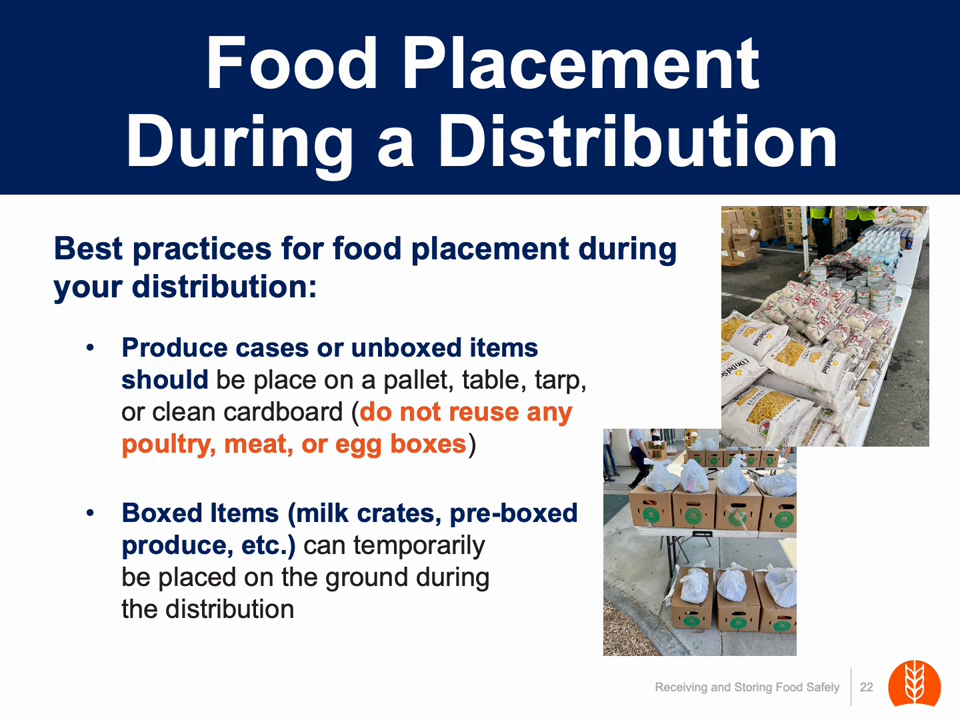 Food Placement
During a Distribution
Best practices for food placement during
your distribution:
• Produce cases or unboxed items
should be place on a pallet, table, tarp,
or clean cardboard (do not reuse any
poultry, meat, or egg boxes)
• Boxed Items (milk crates, pre-boxed
produce, etc.) can temporarily
be placed on the ground during
the distribution
Receiving and Storing Food Safely
22